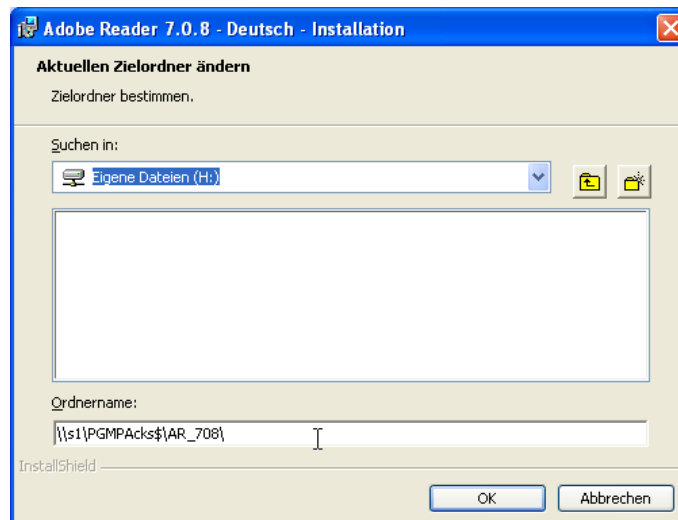 Adobe Reader 7.0.8 - Deutsch - Installation
Aktuellen Zielordner ändern
Zielordner bestimmen.
Suchen in:
Eigene Dateien (H:)
Ordnername:
\\s1\PGMPAcks$\AR_708\
InstallShield
OK Abbrechen